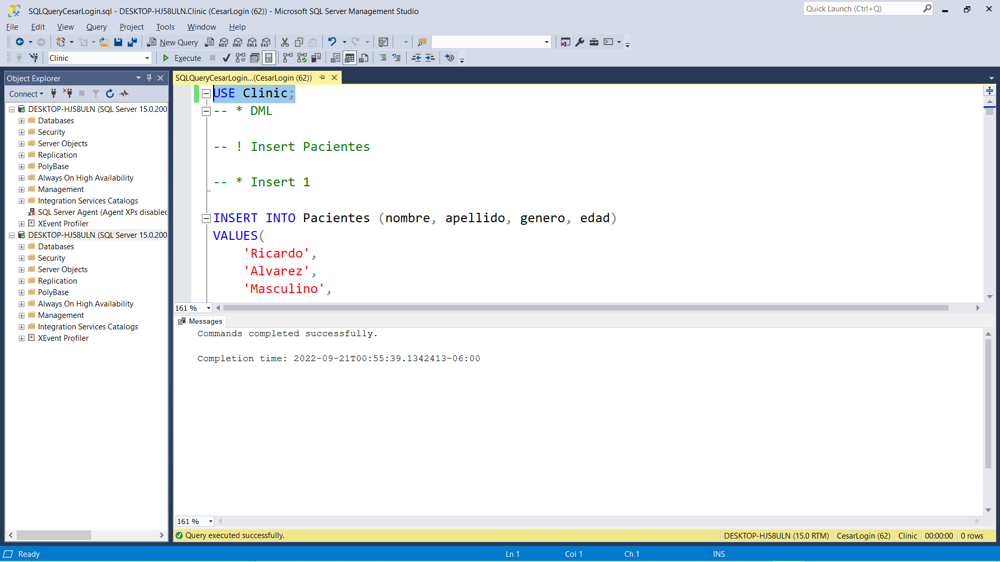 SQLQueryCesarLogin.sql - DESKTOP-HJ58ULN.Clinic (CesarLogin (62)) - Microsoft SQL Server Management Studio
Quick Launch (Ctrl+Q)
File Edit View Query Project Tools Window Help
New Query MDX DMX XMLA DAX
Clinic Execute
Object Explorer
Connect
DESKTOP-HJ58ULN (SQL Server 15.0.200
Databases
Security
Server Objects
Replication
PolyBase
Always On High Availability
Management
Integration Services Catalogs
SQL Server Agent (Agent XPs disabled
XEvent Profiler
DESKTOP-HJ58ULN (SQL Server 15.0.200
Databases
Security
Server Objects
Replication
PolyBase
Always On High Availability
Management
Integration Services Catalogs
XEvent Profiler
SQLQueryCesarLogin...(CesarLogin (62))
USE Clinic;
-- * DML
-- ! Insert Pacientes
-- * Insert 1
INSERT INTO Pacientes (nombre, apellido, genero, edad)
VALUES(
'Ricardo',
'Alvarez',
'Masculino',
161 %
Messages
Commands completed successfully.
Completion time: 2022-09-21T00:55:39.1342413-06:00
161 %
Query executed successfully.
DESKTOP-HJ58ULN (15.0 RTM) CesarLogin (62) Clinic 00:00:00 0 rows
Ready Ln 1 Col 1 Ch 1 INS